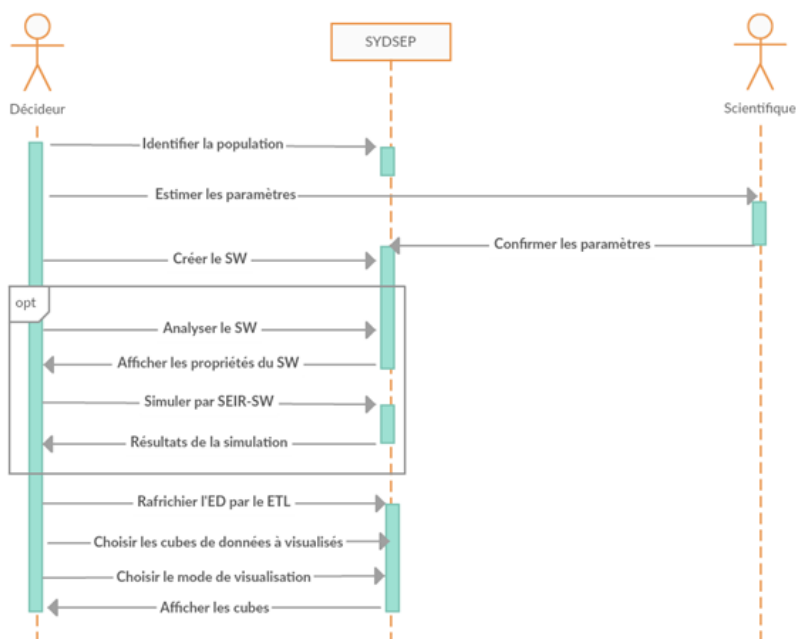 SYDSEP
Décideur
Scientifique
Identifier la population
Estimer les paramètres
Confirmer les paramètres
Créer le SW
opt
Analyser le SW
Afficher les propriétés du SW
Simuler par SEIR-SW
Résultats de la simulation
Rafrichier l'ED par le ETL
Choisir les cubes de données à visualisés
Choisir le mode de visualisation
Afficher les cubes